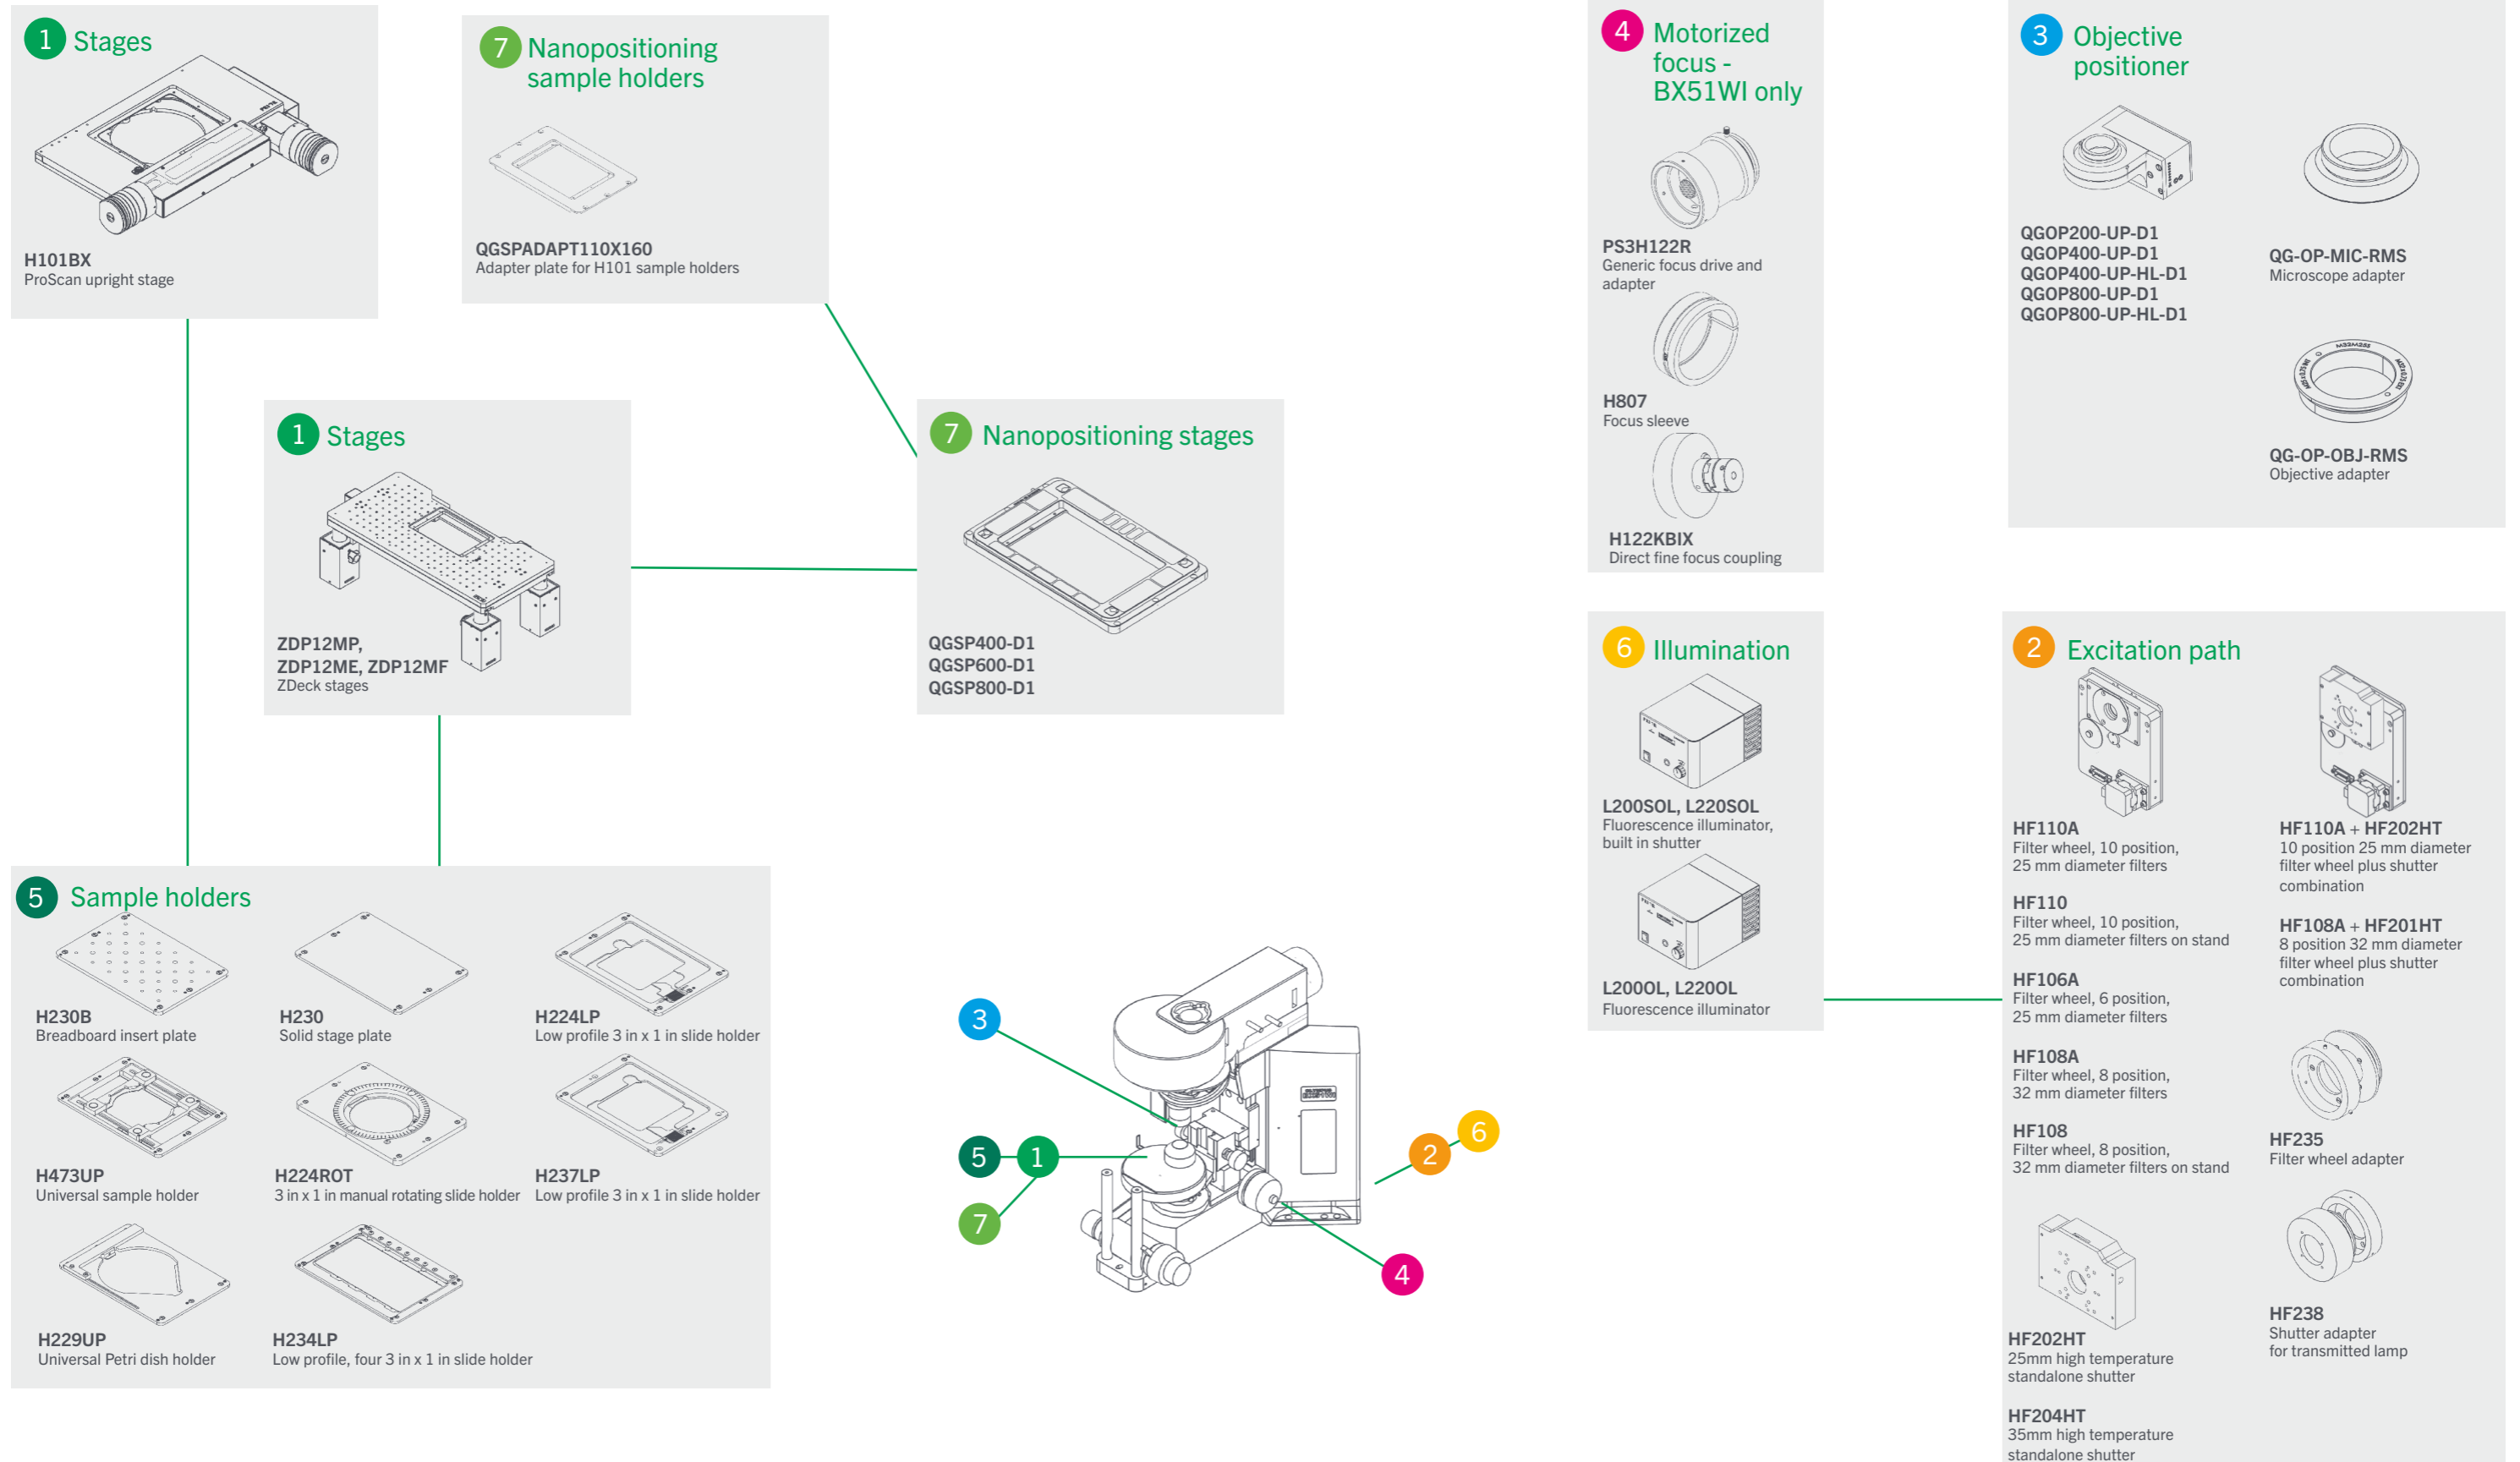 1 Stages
H101BX
ProScan upright stage
7 Nanopositioning
sample holders
QGSPADAPT110X160
Adapter plate for H101 sample holders
1 Stages
ZDP12MP,
ZDP12ME, ZDP12MF
ZDeck stages
7 Nanopositioning stages
QGSP400-D1
QGSP600-D1
QGSP800-D1
5 Sample holders
H230B
Breadboard insert plate
H230
Solid stage plate
H224LP
Low profile 3 in x 1 in slide holder
H473UP
Universal sample holder
H224ROT
3 in x 1 in manual rotating slide holder
H237LP
Low profile 3 in x 1 in slide holder
H229UP
Universal Petri dish holder
H234LP
Low profile, four 3 in x 1 in slide holder
3
5
1
7
2
6
4
4 Motorized
focus -
BX51WI only
PS3H122R
Generic focus drive and
adapter
H807
Focus sleeve
H122KBIX
Direct fine focus coupling
3 Objective
positioner
QGOP200-UP-D1
QGOP400-UP-D1
QGOP400-UP-HL-D1
QGOP800-UP-D1
QGOP800-UP-HL-D1
QG-OP-MIC-RMS
Microscope adapter
QG-OP-OBJ-RMS
Objective adapter
6 Illumination
L200SOL, L220SOL
Fluorescence illuminator,
built in shutter
L200OL, L220OL
Fluorescence illuminator
2 Excitation path
HF110A
Filter wheel, 10 position,
25 mm diameter filters
HF110
Filter wheel, 10 position,
25 mm diameter filters on stand
HF106A
Filter wheel, 6 position,
25 mm diameter filters
HF108A
Filter wheel, 8 position,
32 mm diameter filters
HF108
Filter wheel, 8 position,
32 mm diameter filters on stand
HF202HT
25mm high temperature
standalone shutter
HF204HT
35mm high temperature
standalone shutter
HF110A + HF202HT
10 position 25 mm diameter
filter wheel plus shutter
combination
HF108A + HF201HT
8 position 32 mm diameter
filter wheel plus shutter
combination
HF235
Filter wheel adapter
HF238
Shutter adapter
for transmitted lamp